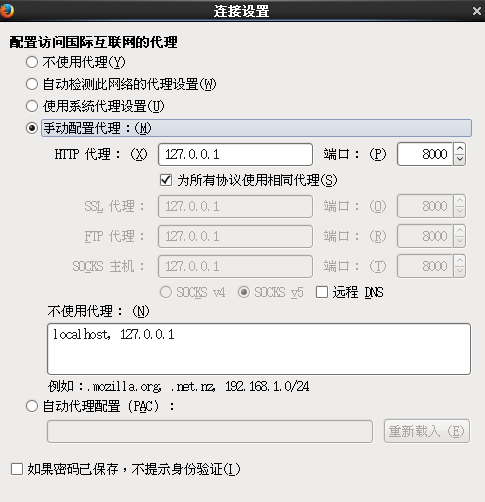 连接设置
配置访问国际互联网的代理
不使用代理(Y)
自动检测此网络的代理设置(W)
使用系统代理设置(U)
手动配置代理：(M)
HTTP 代理： (X) 127.0.0.1 端口： (P) 8000
为所有协议使用相同代理(S)
SSL 代理： 127.0.0.1 端口： (O) 8000
FTP 代理： 127.0.0.1 端口： (R) 8000
SOCKS 主机： 127.0.0.1 端口： (T) 8000
SOCKS v4 SOCKS v5 远程 DNS
不使用代理： (N)
localhost, 127.0.0.1
例如：.mozilla.org, .net.nz, 192.168.1.0/24
自动代理配置 (PAC) ：
重新载入 (E)
如果密码已保存，不提示身份验证(I)